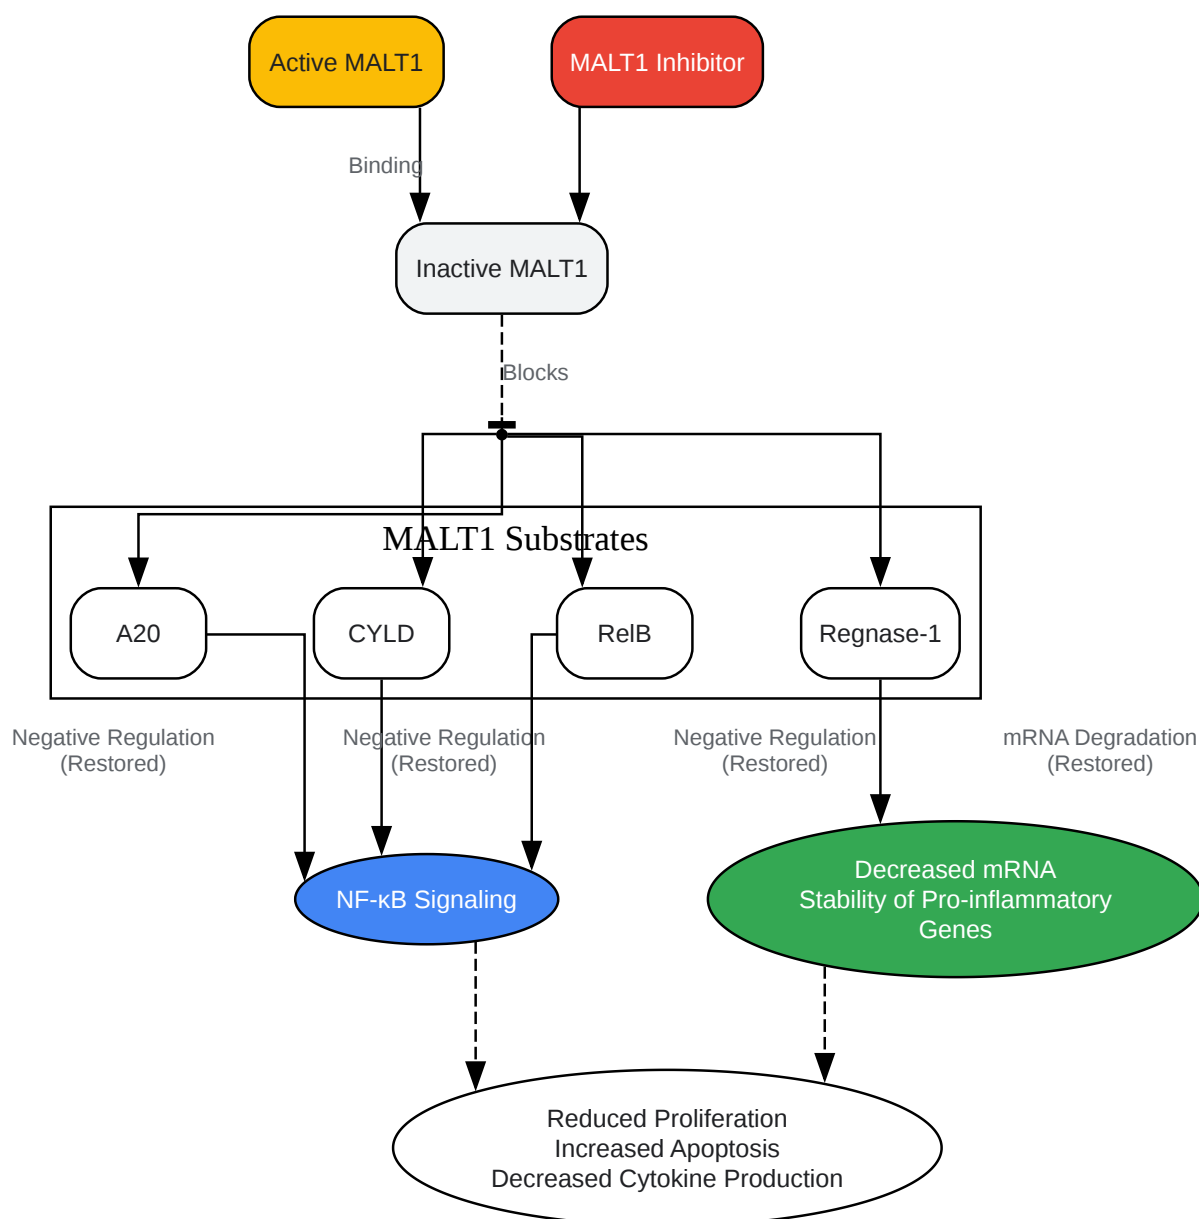 Active MALT1
MALT1 Inhibitor
Binding
Inactive MALT1
Blocks
MALT1 Substrates
A20
CYLD
RelB
Regnase-1
Negative Regulation
(Restored)
Negative Regulation
(Restored)
Negative Regulation
(Restored)
mRNA Degradation
(Restored)
NF-κB Signaling
Decreased mRNA
Stability of Pro-inflammatory
Genes
Reduced Proliferation
Increased Apoptosis
Decreased Cytokine Production